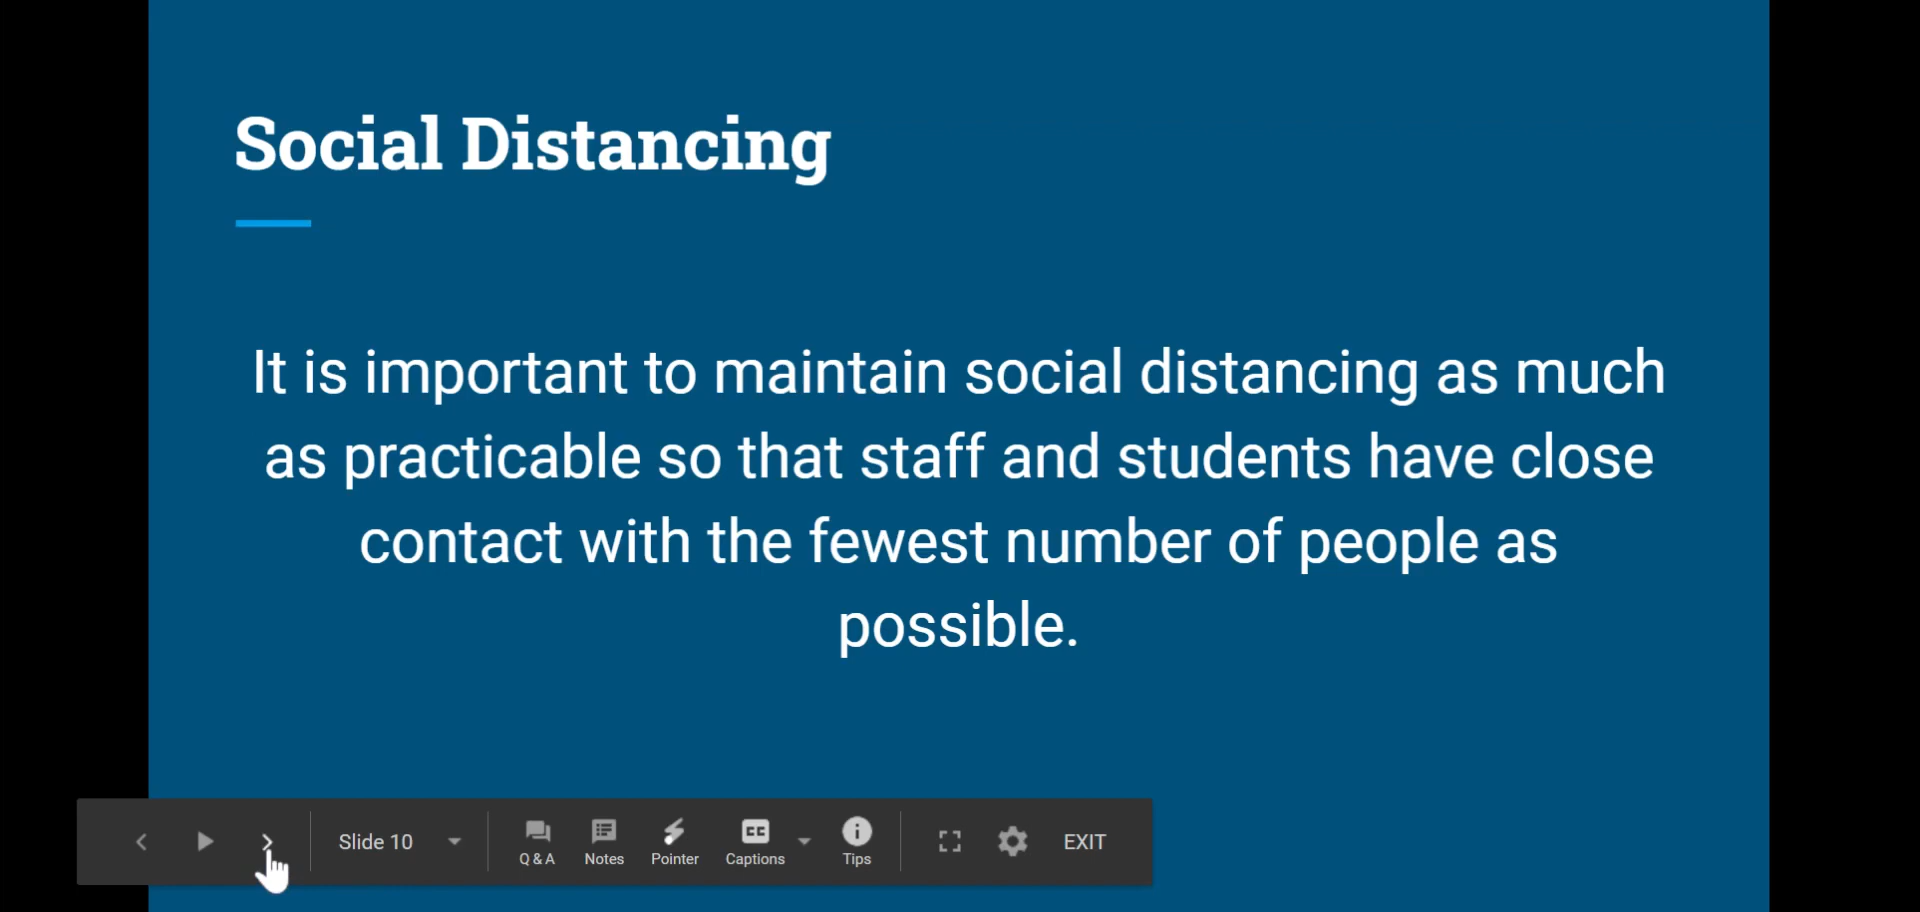 Social Distancing
It is important to maintain social distancing as much
as practicable so that staff and students have close
contact with the fewest number of people as
possible.
Slide 10
Q & A
Notes
Pointer
CC
Captions
Tips
EXIT